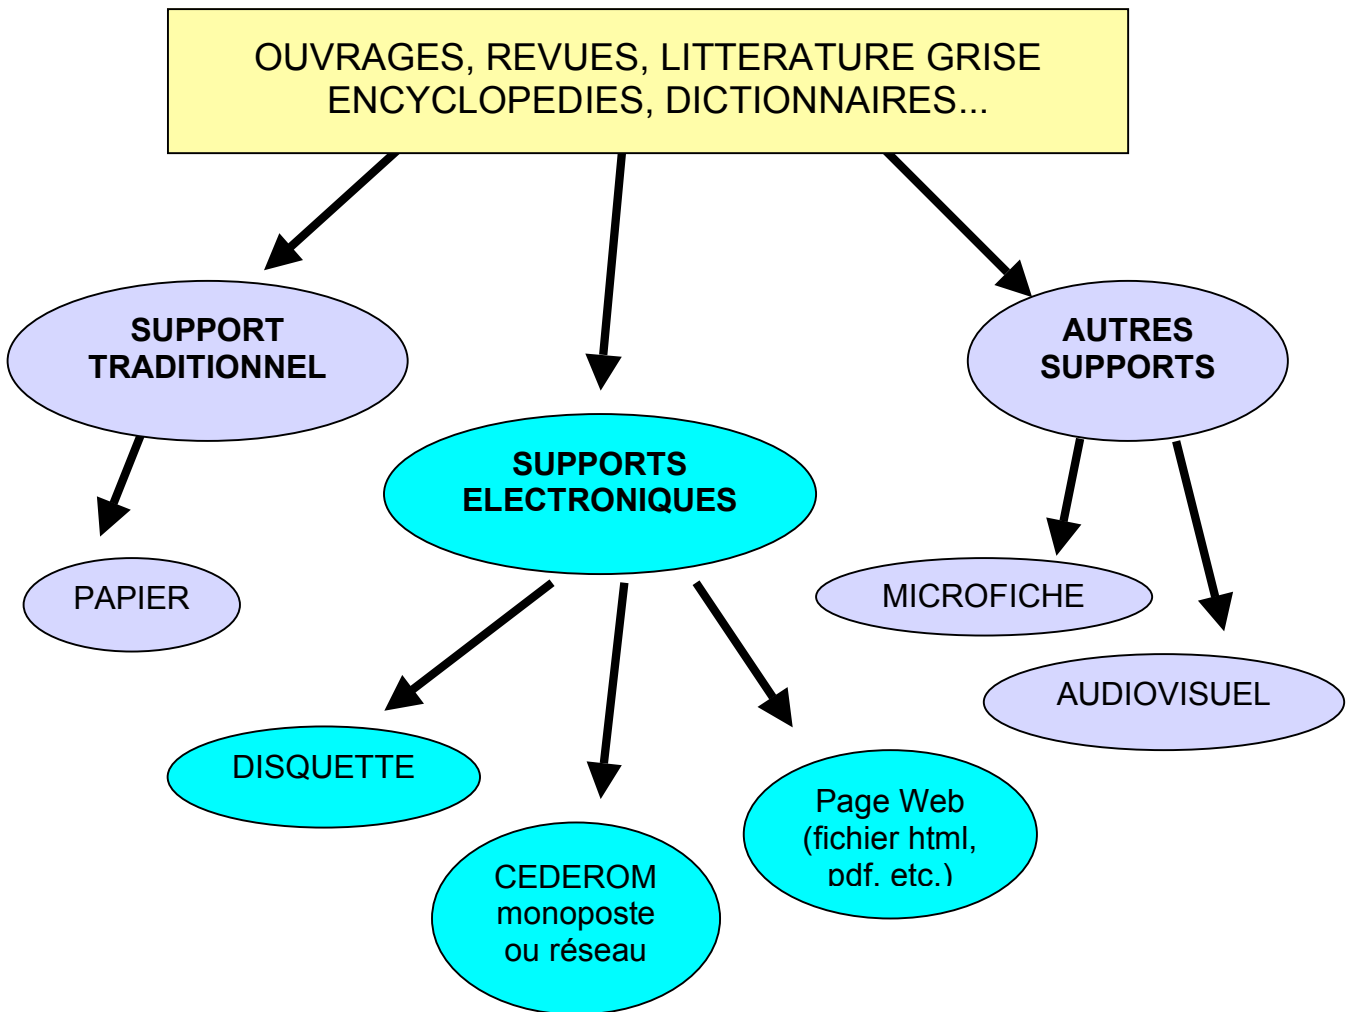 OUVRAGES, REVUES, LITTERATURE GRISE
ENCYCLOPEDIES, DICTIONNAIRES...
SUPPORT
TRADITIONNEL
AUTRES
SUPPORTS
SUPPORTS
ELECTRONIQUES
PAPIER
MICROFICHE
AUDIOVISUEL
DISQUETTE
Page Web
(fichier html,
pdf, etc.)
CEDEROM
monoposte
ou réseau